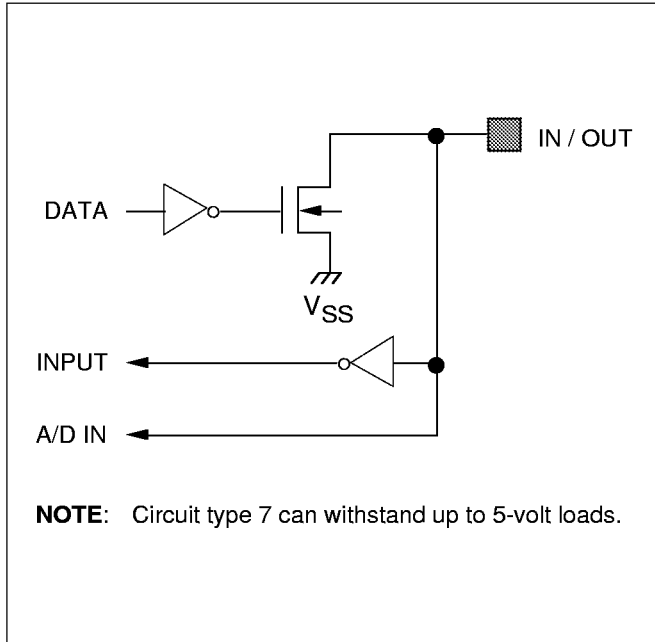 IN / OUT
DATA
VSS
INPUT
A/D IN
NOTE: Circuit type 7 can withstand up to 5-volt loads.